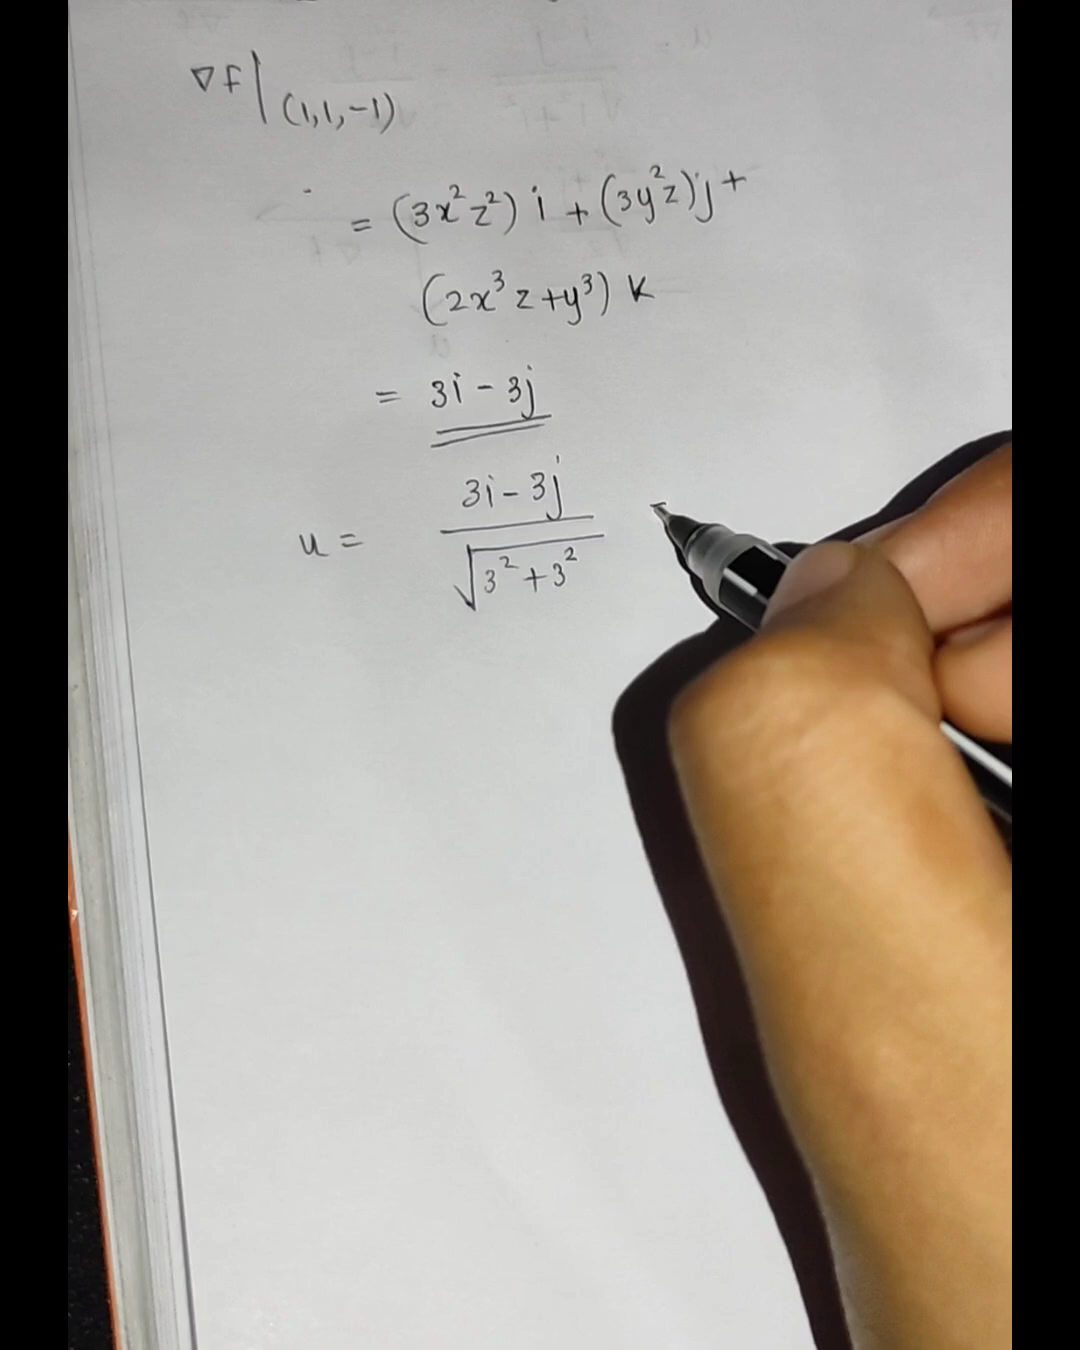 ∇f|(1,1,-1)
= (3x²z²) i + (3y²z)j +
(2x³z+y³) k
= 3i - 3j
u = (3i - 3j)/√(3²+3²)